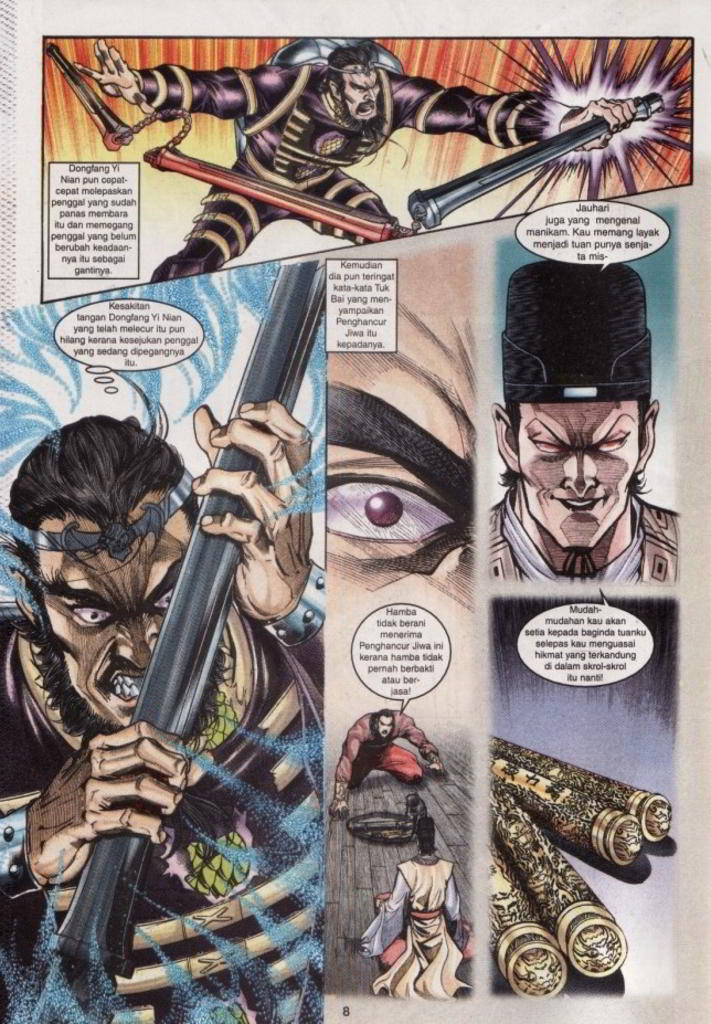 Dongfang Yi
Nian pun cepat-
cepat molepaskan
penggal yang sudah
panas membara
itu dan memegang
penggal yang belum
berubah keadaan-
nya itu sebagai
gantinya.
Jauhari
juga yang mengenal
manikam. Kau memang layak
menjadi tuan punya senja-
ta mis-
Kesakitan
tangan Dongfang Yi Nian
yang telah melecur itu pun
hilang kerana kesejukan penggal
yang sedang dipegangnya
itu.
Kemudian
dia pun teringat
kata-kata Tuk
Bai yang men-
yampaikan
Penghancur
Jiwa itu
kepadanya.
Hamba
tidak berani
menerima
Penghancur Jiwa ini
kerana hamba tidak
pernah berbakti
atau ber-
jasa!
Mudah-
mudahan kau akan
setia kepada baginda tuanku
selepas kau menguasai
hikmat yang terkandung
di dalam skrol-skrol
itu nanti!
8